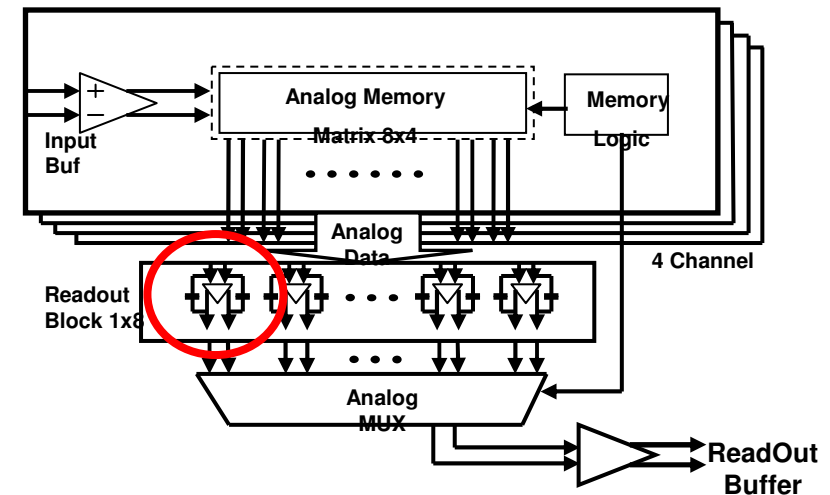 +
−
Input
Buf
Analog Memory
Matrix 8x4
Memory
Logic
Analog
Data
4 Channel
Readout
Block 1x8
Analog
MUX
ReadOut
Buffer